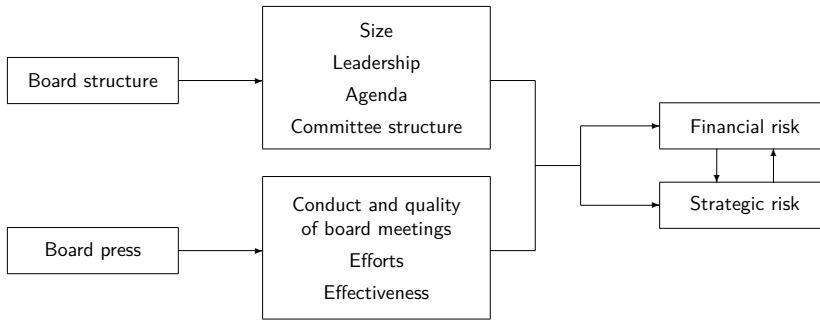 Board structure
Size
Leadership
Agenda
Committee structure
Financial risk
Strategic risk
Board press
Conduct and quality
of board meetings
Efforts
Effectiveness